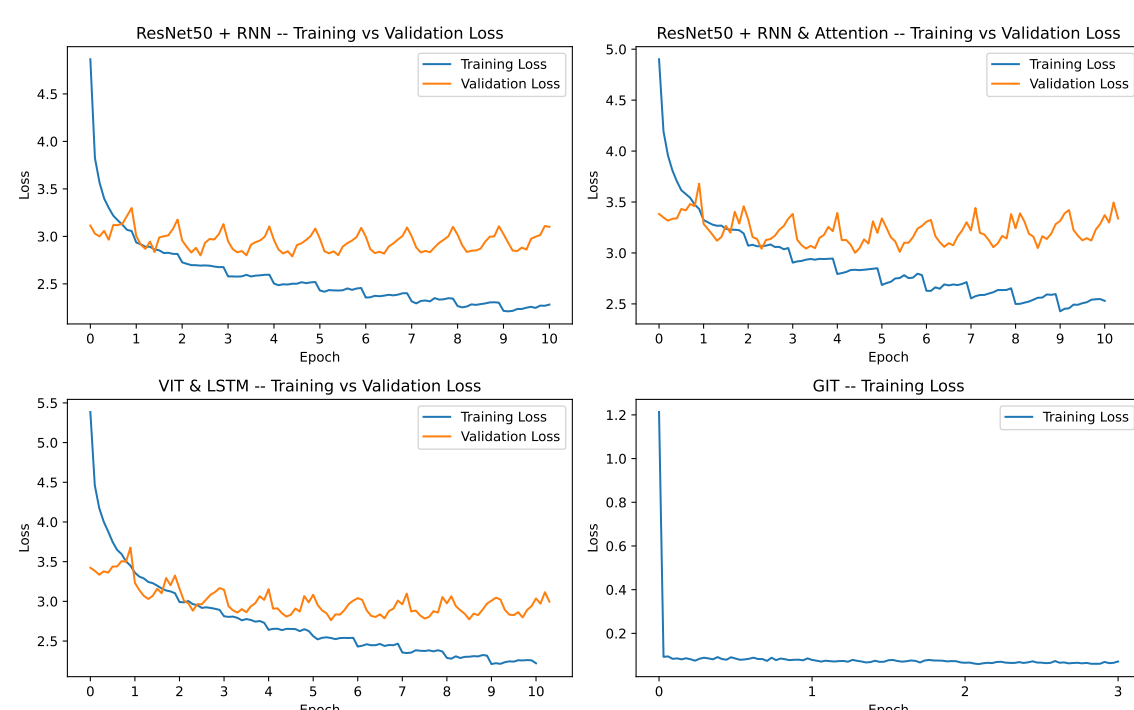 ResNet50 + RNN -- Training vs Validation Loss
Training Loss
Validation Loss
4.5
4.0
3.5
3.0
2.5
Loss
0 1 2 3 4 5 6 7 8 9 10
Epoch
ResNet50 + RNN & Attention -- Training vs Validation Loss
Training Loss
Validation Loss
5.0
4.5
4.0
3.5
3.0
2.5
Loss
0 1 2 3 4 5 6 7 8 9 10
Epoch
VIT & LSTM -- Training vs Validation Loss
Training Loss
Validation Loss
5.5
5.0
4.5
4.0
3.5
3.0
2.5
Loss
0 1 2 3 4 5 6 7 8 9 10
Epoch
GIT -- Training Loss
Training Loss
1.2
1.0
0.8
0.6
0.4
0.2
Loss
0 1 2 3
Epoch